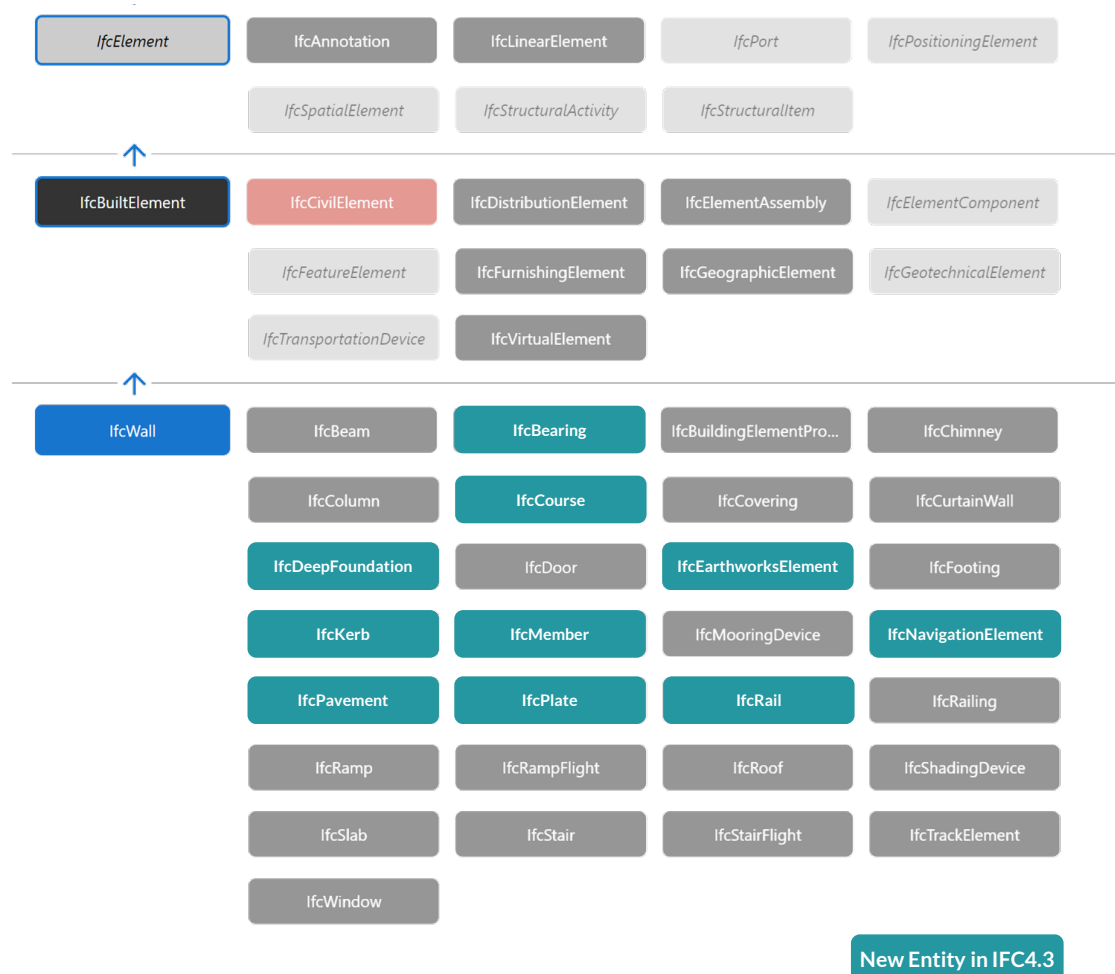 IfcElement
IfcAnnotation
IfcLinearElement
IfcPort
IfcPositioningElement
IfcSpatialElement
IfcStructuralActivity
IfcStructuralItem
IfcBuiltElement
IfcCivilElement
IfcDistributionElement
IfcElementAssembly
IfcElementComponent
IfcFeatureElement
IfcFurnishingElement
IfcGeographicElement
IfcGeotechnicalElement
IfcTransportationDevice
IfcVirtualElement
IfcWall
IfcBeam
IfcBearing
IfcBuildingElementPro...
IfcChimney
IfcColumn
IfcCourse
IfcCovering
IfcCurtainWall
IfcDeepFoundation
IfcDoor
IfcEarthworksElement
IfcFooting
IfcKerb
IfcMember
IfcMooringDevice
IfcNavigationElement
IfcPavement
IfcPlate
IfcRail
IfcRailing
IfcRamp
IfcRampFlight
IfcRoof
IfcShadingDevice
IfcSlab
IfcStair
IfcStairFlight
IfcTrackElement
IfcWindow
New Entity in IFC4.3